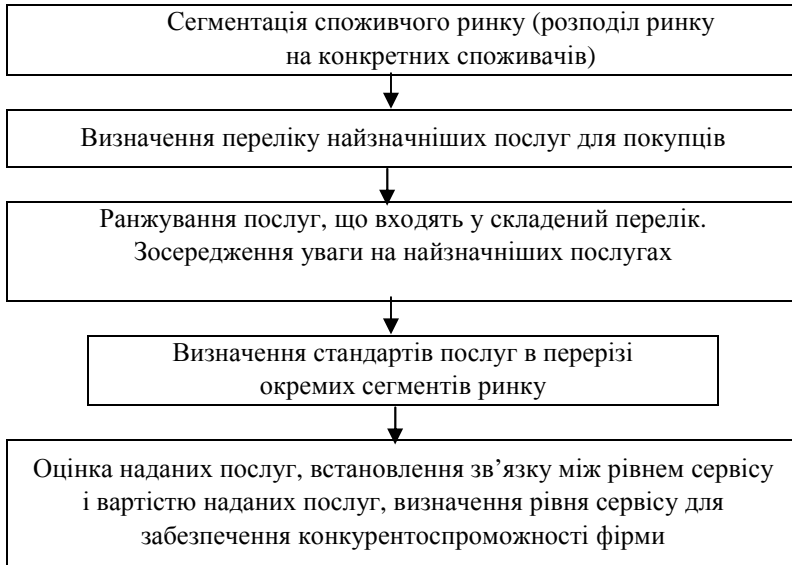 Сегментація споживчого ринку (розподіл ринку
на конкретних споживачів)
Визначення переліку найзначніших послуг для покупців
Ранжування послуг, що входять у складений перелік.
Зосередження уваги на найзначніших послугах
Визначення стандартів послуг в перерізі
окремих сегментів ринку
Оцінка наданих послуг, встановлення зв’язку між рівнем сервісу
і вартістю наданих послуг, визначення рівня сервісу для
забезпечення конкурентоспроможності фірми